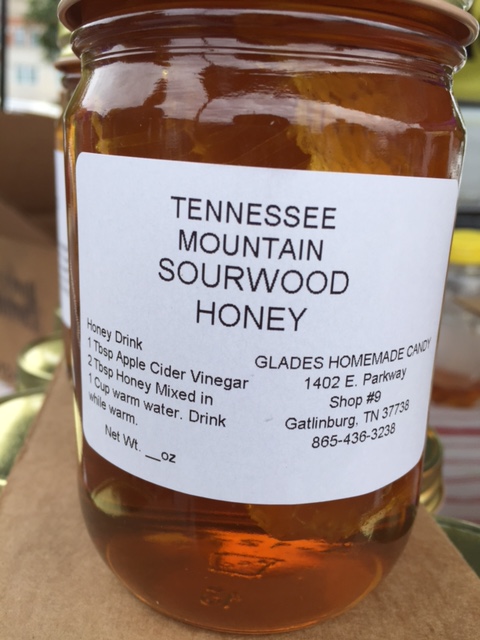 TENNESSEE
MOUNTAIN
SOURWOOD
HONEY
Honey Drink
1 Tbsp Apple Cider Vinegar
2 Tbsp Honey Mixed in
1 Cup warm water. Drink
while warm.
Net Wt. __oz
GLADES HOMEMADE CANDY
1402 E. Parkway
Shop #9
Gatlinburg, TN 37738
865-436-3238